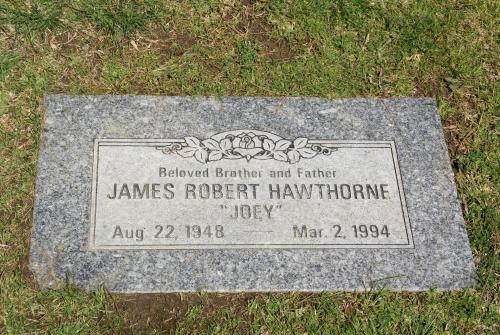 Beloved Brother and Father
JAMES ROBERT HAWTHORNE
"JOEY"
Aug. 22, 1948 — Mar. 2, 1994